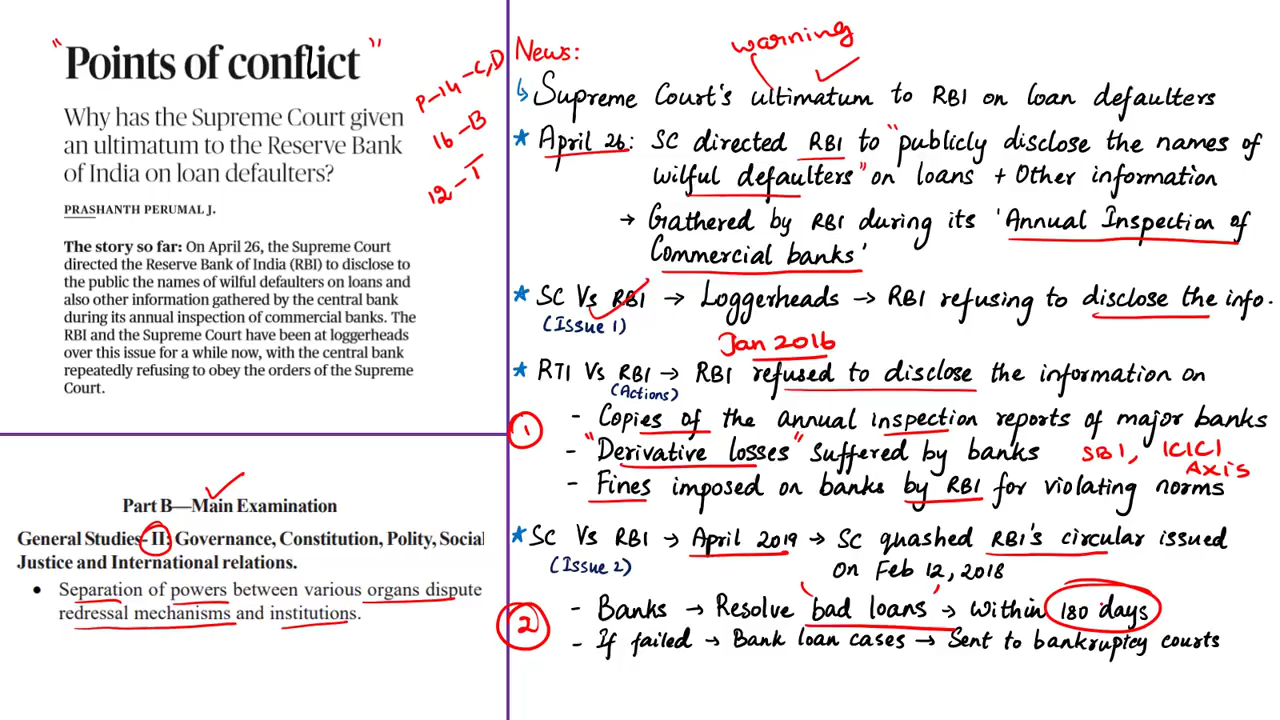 "Points of conflict"
Why has the Supreme Court given
an ultimatum to the Reserve Bank
of India on loan defaulters?
PRASHANTH PERUMAL J.
The story so far: On April 26, the Supreme Court
directed the Reserve Bank of India (RBI) to disclose to
the public the names of wilful defaulters on loans and
also other information gathered by the central bank
during its annual inspection of commercial banks. The
RBI and the Supreme Court have been at loggerheads
over this issue for a while now, with the central bank
repeatedly refusing to obey the orders of the Supreme
Court.
P-14-C,D
16-B
12-T
Part B—Main Examination
General Studies- II: Governance, Constitution, Polity, Social
Justice and International relations.
• Separation of powers between various organs dispute
redressal mechanisms and institutions.
News:
warning
↳ Supreme Court's ultimatum to RBI on loan defaulters
* April 26: SC directed RBI to "publicly disclose the names of
wilful defaulters" on loans + Other information
→ Gathered by RBI during its 'Annual Inspection of
Commercial banks'
* SC Vs RBI → Loggerheads → RBI refusing to disclose the info.
(Issue 1)
Jan 2016
* RTI Vs RBI → RBI refused to disclose the information on
(Actions)
1
- Copies of the annual inspection reports of major banks
- "Derivative losses" suffered by banks SBI, ICICI
AXIS
- Fines imposed on banks by RBI for violating norms
* SC Vs RBI → April 2019 → SC quashed RBI's circular issued
(Issue 2) On Feb 12, 2018
2
- Banks → Resolve 'bad loans' → Within 180 days
- If failed → Bank loan cases → Sent to bankruptcy courts